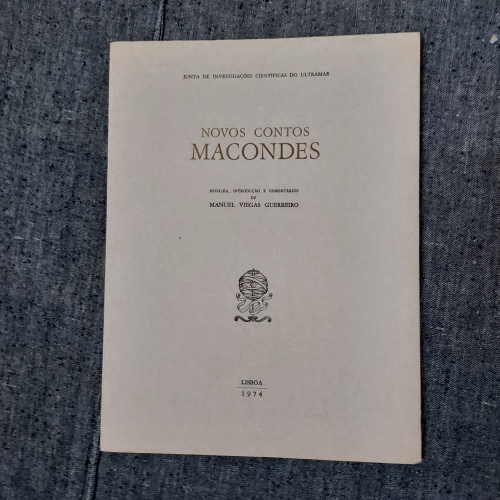 JUNTA DE INVESTIGAÇÕES CIENTÍFICAS DO ULTRAMAR
NOVOS CONTOS
MACONDES
RECOLHA, INTRODUÇÃO E COMENTÁRIOS
DE
MANUEL VIEGAS GUERREIRO
LISBOA
1974